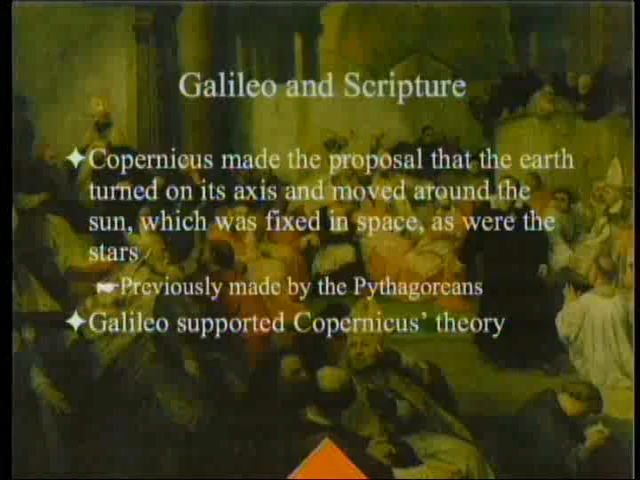 Galileo and Scripture
Copernicus made the proposal that the earth
turned on its axis and moved around the
sun, which was fixed in space, as were the
stars
Previously made by the Pythagoreans
Galileo supported Copernicus' theory